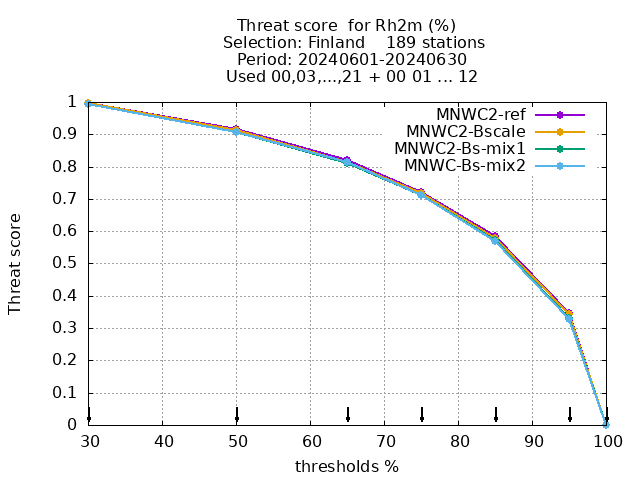 Threat score  for Rh2m (%)
Selection: Finland    189 stations
Period: 20240601-20240630
Used 00,03,...,21 + 00 01 ... 12
MNWC2-ref
MNWC2-Bscale
MNWC2-Bs-mix1
MNWC-Bs-mix2
Threat score
1
0.9
0.8
0.7
0.6
0.5
0.4
0.3
0.2
0.1
0
30 40 50 60 70 80 90 100
thresholds %